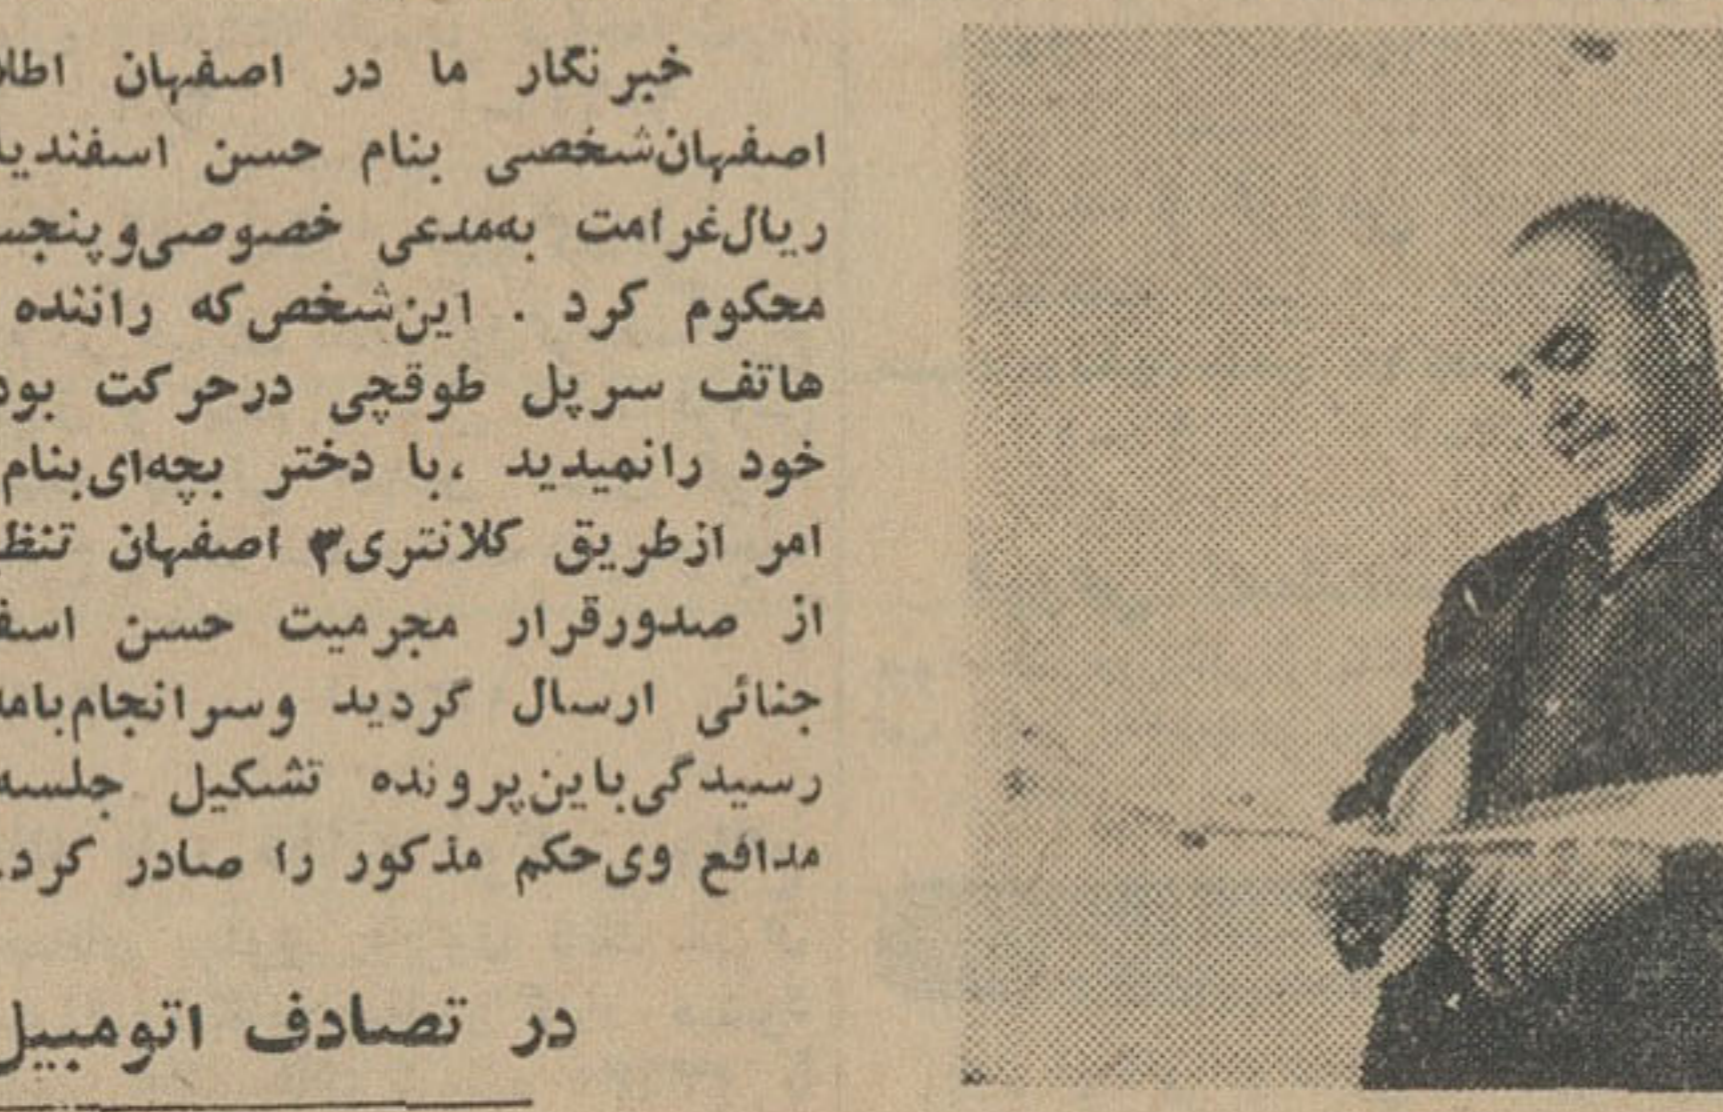 خبرنگار ما در اصفهان اطلا
اصفهان‌شخصی بنام حسن اسفندیا
ریال‌غرامت به‌مدعی خصوصی‌وپنجس
محکوم کرد . این‌شخص‌که راننده
هاتف سرپل طوقچی درحرکت بود
خود رانمیدید ،با دختر بچه‌ای‌بنام
امر ازطریق کلانتری۳ اصفهان تنظ
از صدورقرار مجرمیت حسن اسف
جنائی ارسال گردید وسرانجام‌بامد
رسیدگی‌باین‌پرونده تشکیل جلسه
مدافع وی‌حکم مذکور را صادر کرد.
در تصادف اتومبیل